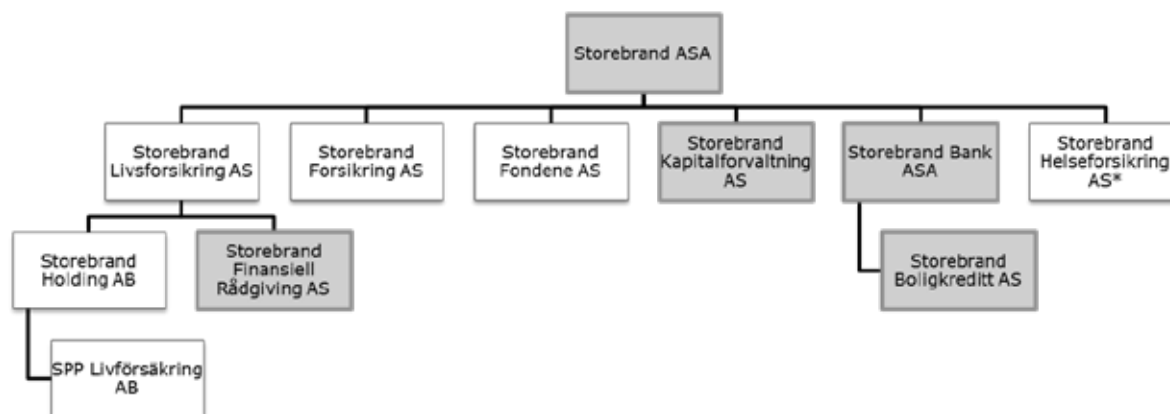 Storebrand ASA
Storebrand
Livsforsikring AS
Storebrand
Forsikring AS
Storebrand
Fondene AS
Storebrand
Kapitalforvaltning
AS
Storebrand Bank
ASA
Storebrand
Helseforsikring
AS*
Storebrand
Holding AB
Storebrand
Finansiell
Rådgiving AS
Storebrand
Boligkreditt AS
SPP Livförsäkring
AB